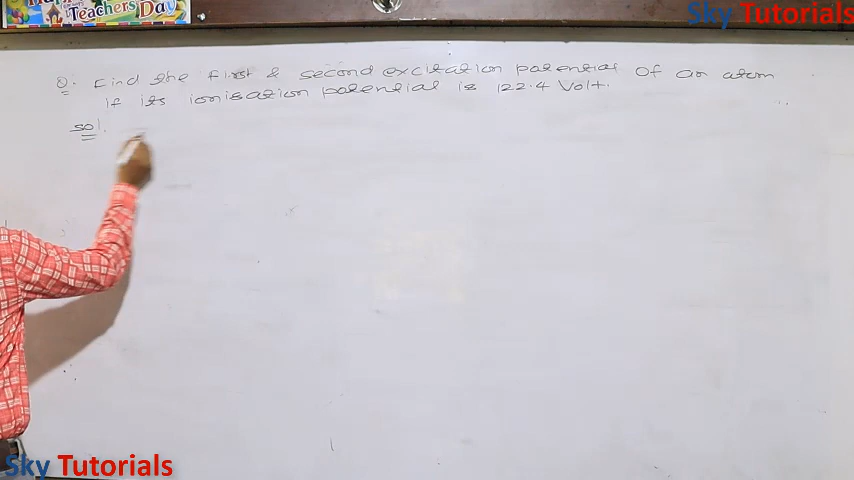 Teachers Day
Sky Tutorials
Q. Find the first & second excitation potential of an atom
if its ionisation potential is 122.4 Volt.
Sol.
Sky Tutorials